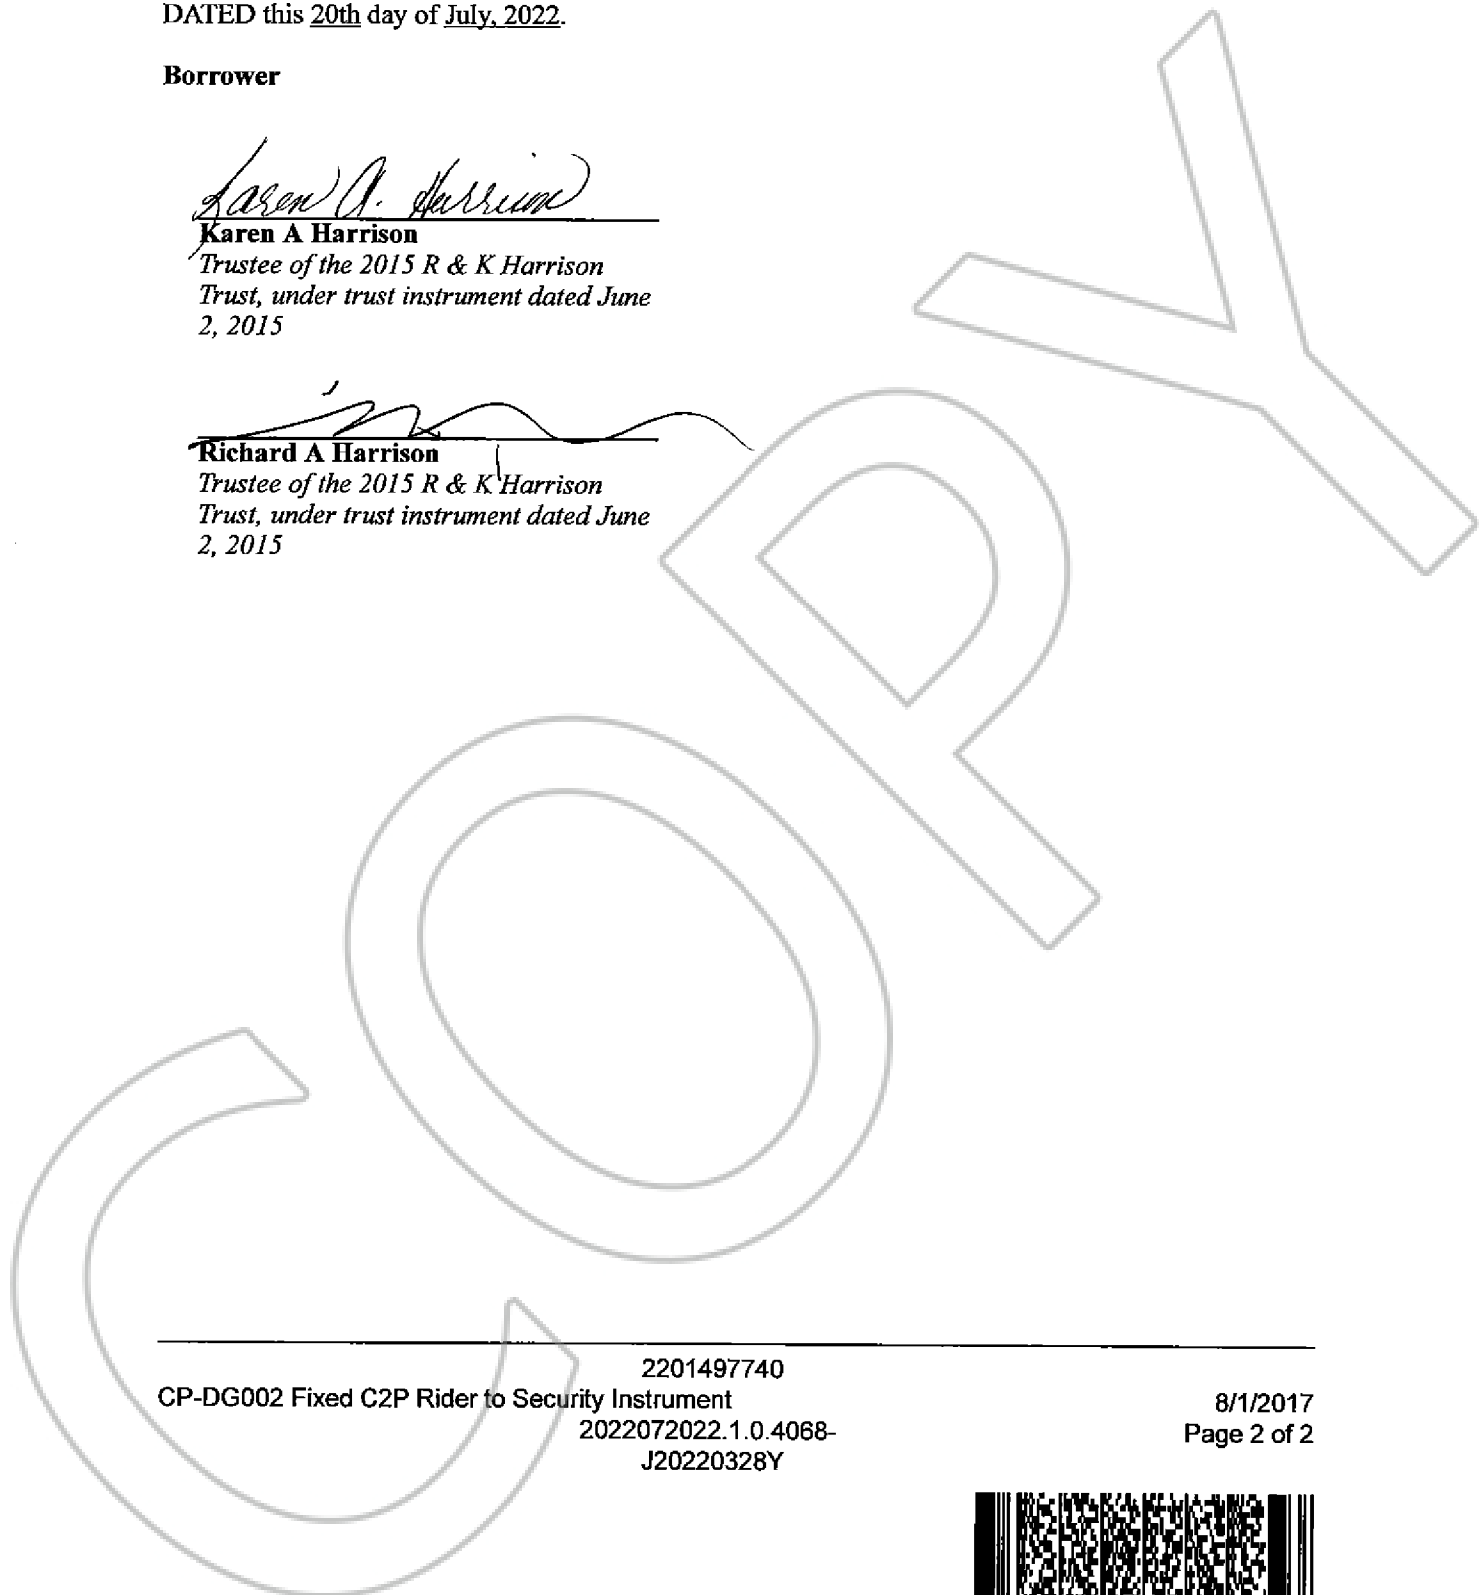 DATED this 20th day of July, 2022.
Borrower
Karen A. Harrison
Karen A Harrison
Trustee of the 2015 R & K Harrison
Trust, under trust instrument dated June
2, 2015
Richard A Harrison
Trustee of the 2015 R & K Harrison
Trust, under trust instrument dated June
2, 2015
COPY
2201497740
CP-DG002 Fixed C2P Rider to Security Instrument
8/1/2017
2022072022.1.0.4068-
Page 2 of 2
J20220328Y